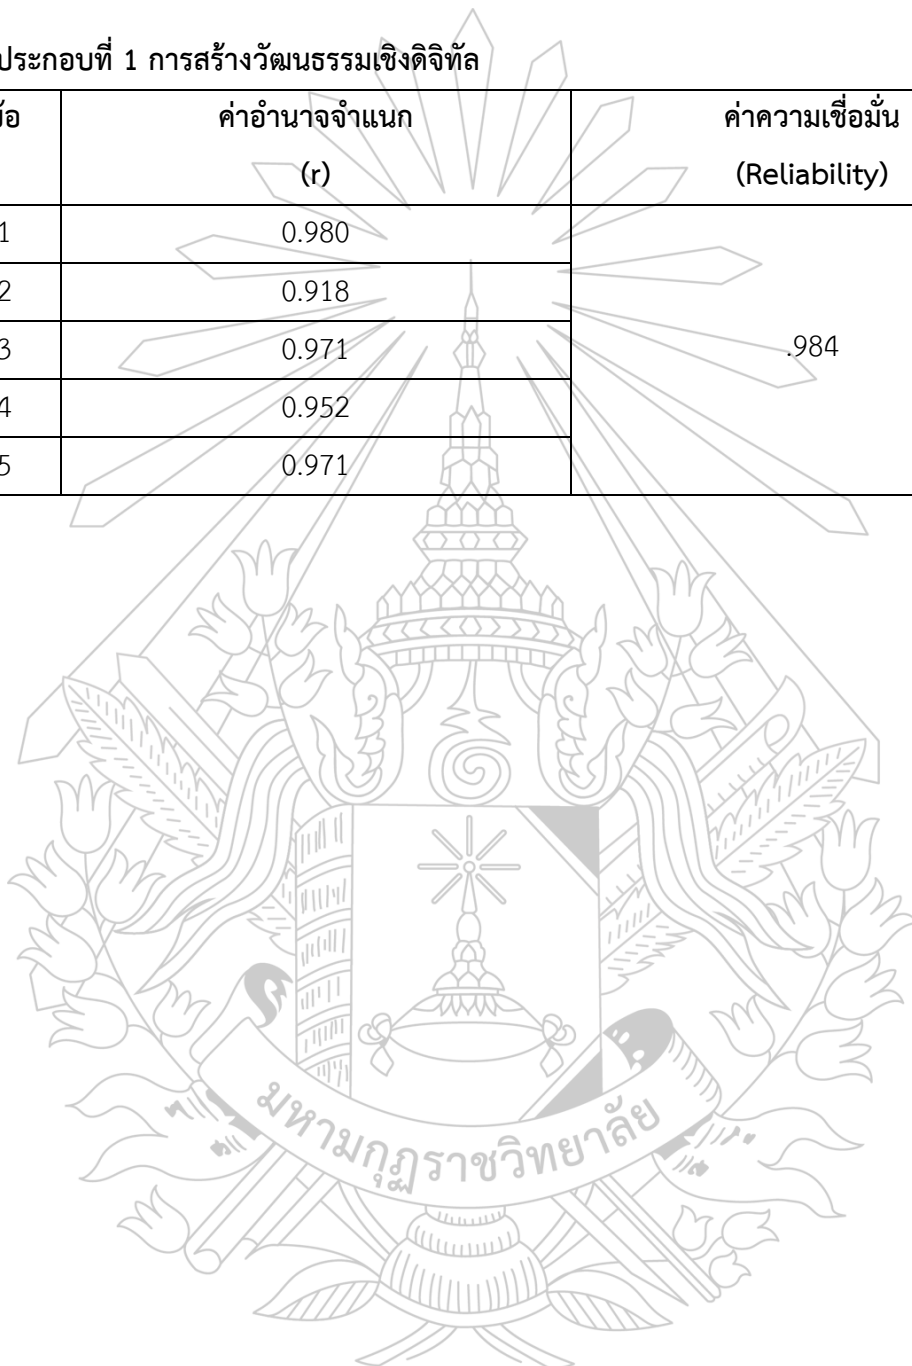 ประกอบที่ 1 การสร้างวัฒนธรรมเชิงดิจิทัล
ข้อ ค่าอำนาจจำแนก ค่าความเชื่อมั่น
(r) (Reliability)
1 0.980
2 0.918
3 0.971 .984
4 0.952
5 0.971
มหามกุฏราชวิทยาลัย